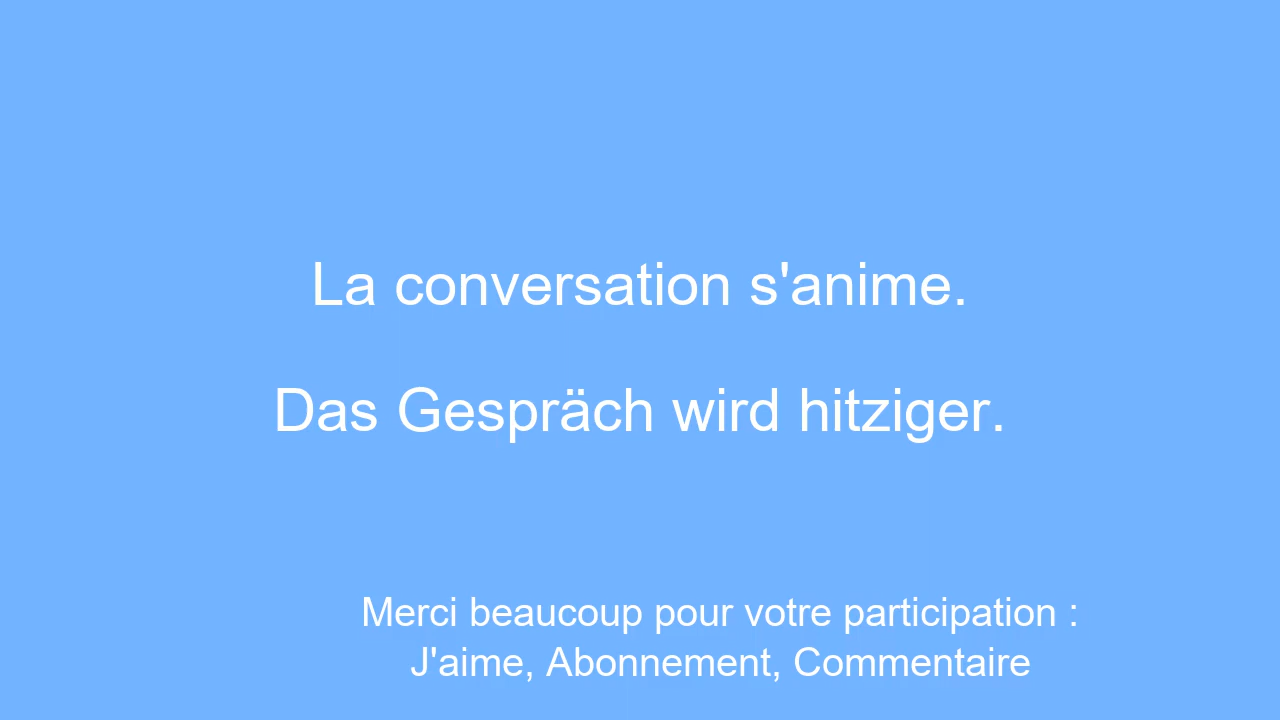 La conversation s'anime.
Das Gespräch wird hitziger.
Merci beaucoup pour votre participation :
J'aime, Abonnement, Commentaire